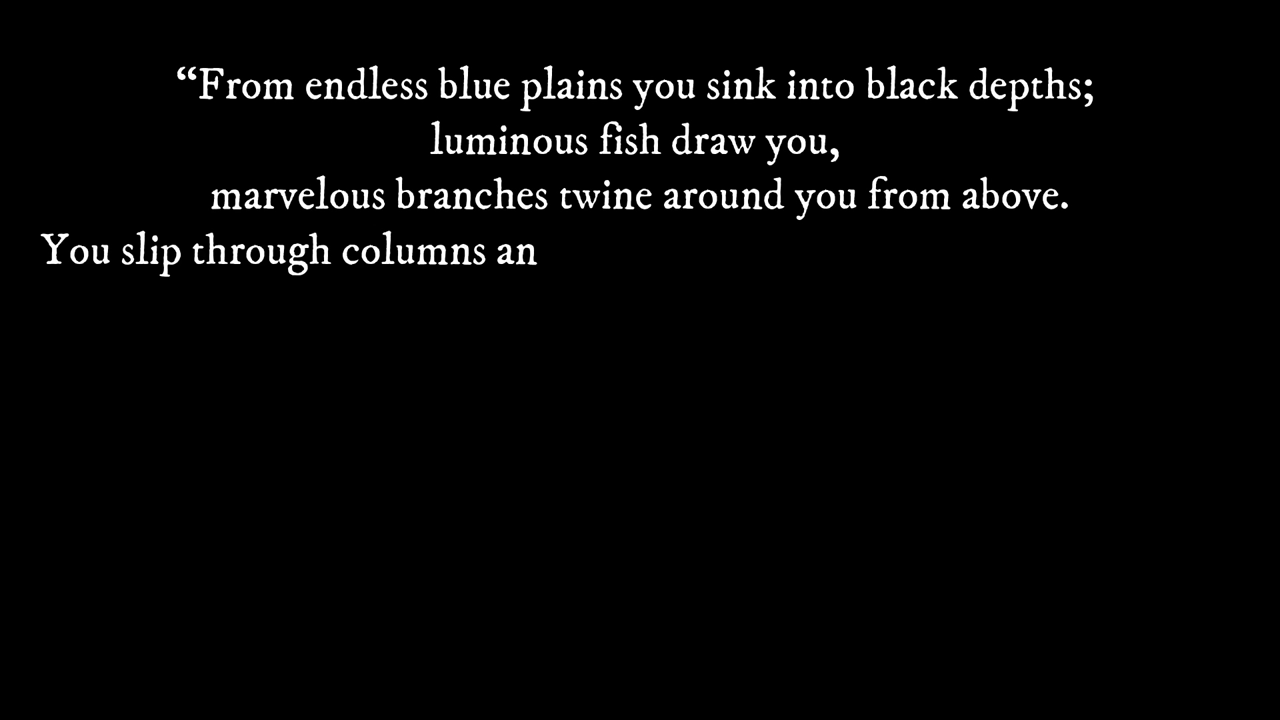 “From endless blue plains you sink into black depths;
luminous fish draw you,
marvelous branches twine around you from above.
You slip through columns an